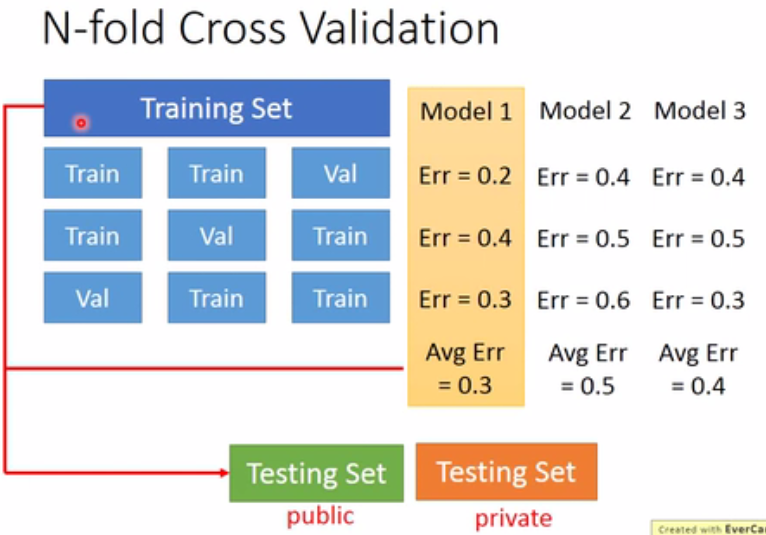 N-fold Cross Validation
Training Set Model 1 Model 2 Model 3
Train Train Val Err = 0.2 Err = 0.4 Err = 0.4
Train Val Train Err = 0.4 Err = 0.5 Err = 0.5
Val Train Train Err = 0.3 Err = 0.6 Err = 0.3
Avg Err Avg Err Avg Err
= 0.3 = 0.5 = 0.4
Testing Set Testing Set
public private
Created with